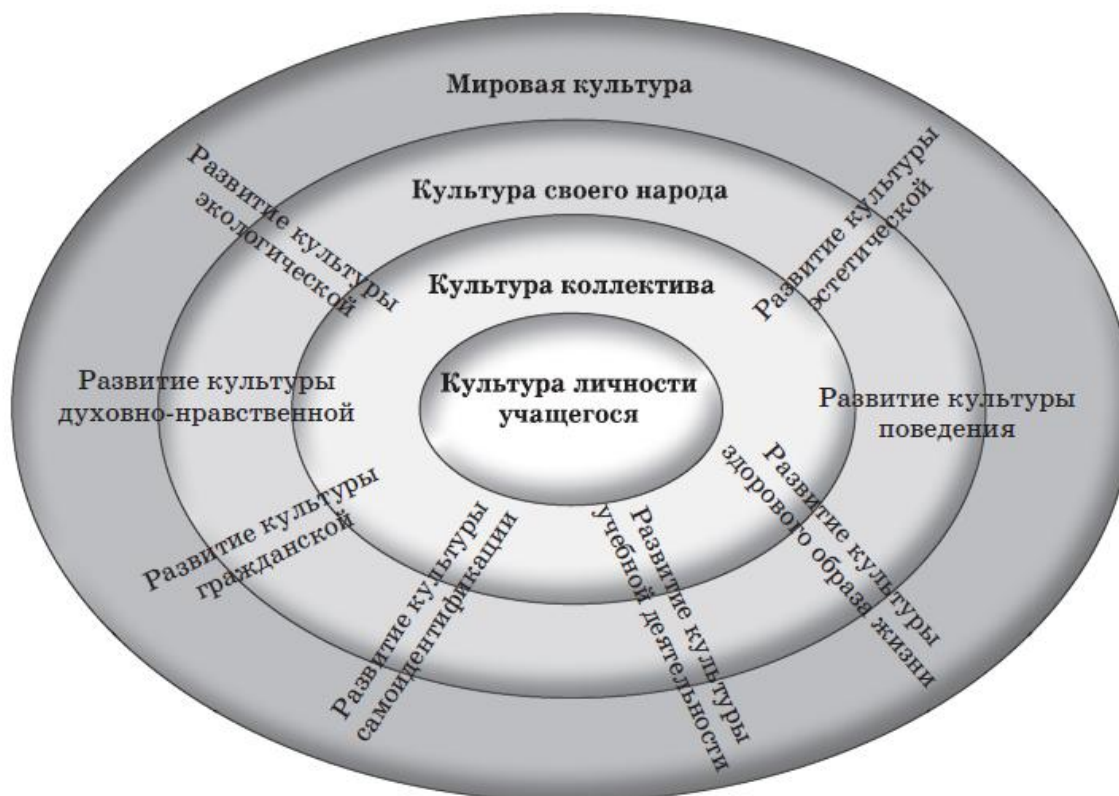 Мировая культура
Культура своего народа
Культура коллектива
Культура личности
учащегося
Развитие культуры
экологической
Развитие культуры
эстетической
Развитие культуры
духовно-нравственной
Развитие культуры
поведения
Развитие культуры
гражданской
Развитие культуры
самоидентификации
Развитие культуры
учебной деятельности
Развитие культуры
здорового образа жизни